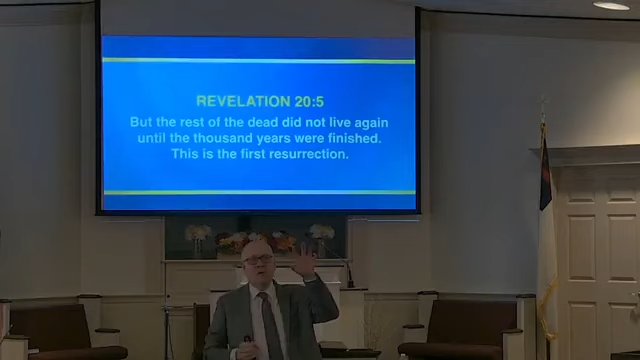 REVELATION 20:5
But the rest of the dead did not live again
until the thousand years were finished.
This is the first resurrection.